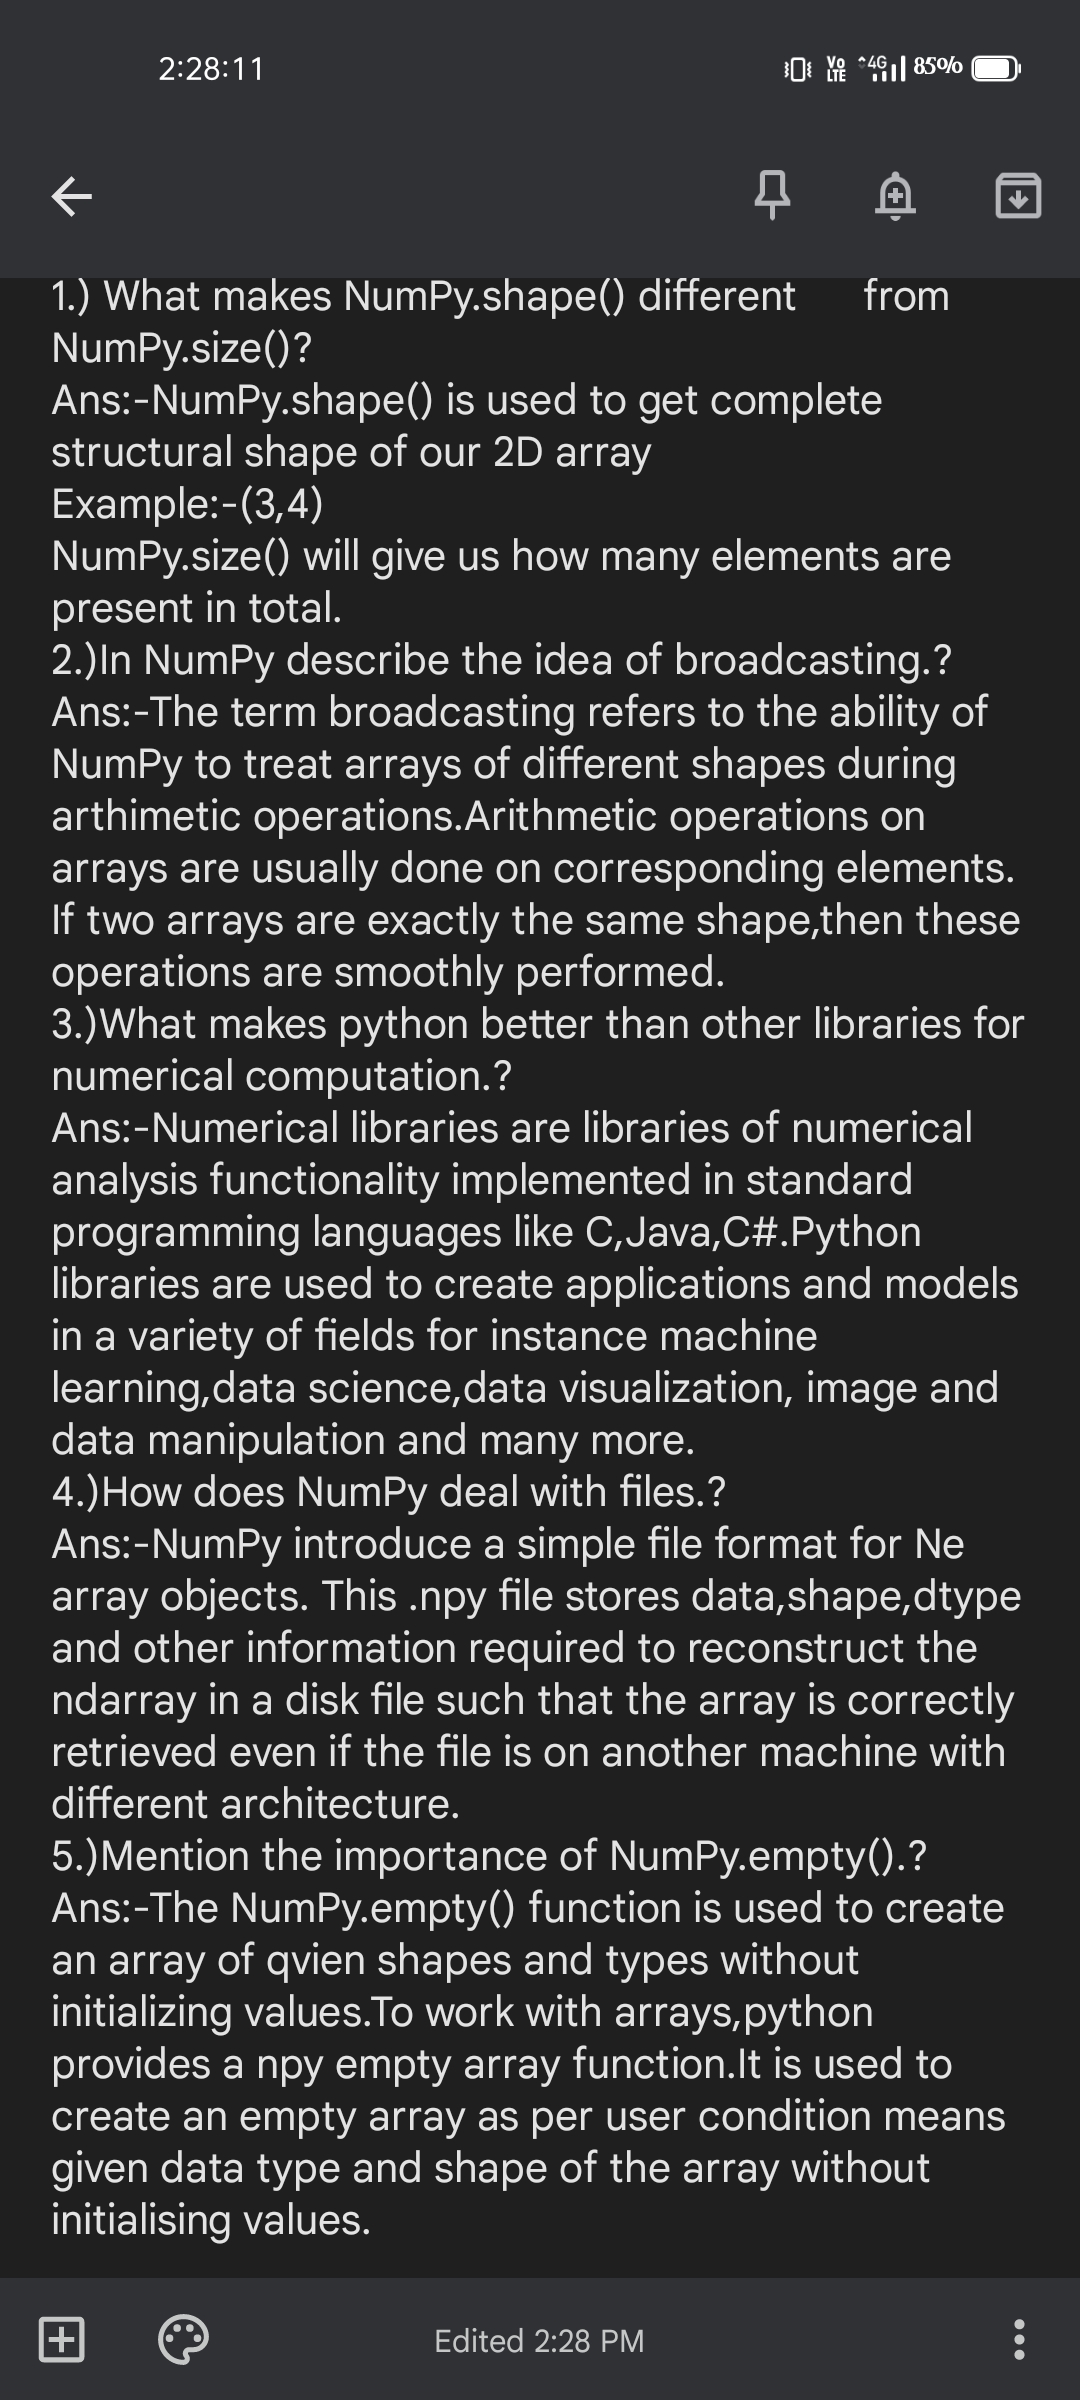 2:28:11
Vo LTE 4G 85%
1.) What makes NumPy.shape() different from
NumPy.size()?
Ans:-NumPy.shape() is used to get complete
structural shape of our 2D array
Example:-(3,4)
NumPy.size() will give us how many elements are
present in total.
2.)In NumPy describe the idea of broadcasting.?
Ans:-The term broadcasting refers to the ability of
NumPy to treat arrays of different shapes during
arthimetic operations.Arithmetic operations on
arrays are usually done on corresponding elements.
If two arrays are exactly the same shape,then these
operations are smoothly performed.
3.)What makes python better than other libraries for
numerical computation.?
Ans:-Numerical libraries are libraries of numerical
analysis functionality implemented in standard
programming languages like C,Java,C#.Python
libraries are used to create applications and models
in a variety of fields for instance machine
learning,data science,data visualization, image and
data manipulation and many more.
4.)How does NumPy deal with files.?
Ans:-NumPy introduce a simple file format for Ne
array objects. This .npy file stores data,shape,dtype
and other information required to reconstruct the
ndarray in a disk file such that the array is correctly
retrieved even if the file is on another machine with
different architecture.
5.)Mention the importance of NumPy.empty().?
Ans:-The NumPy.empty() function is used to create
an array of qvien shapes and types without
initializing values.To work with arrays,python
provides a npy empty array function.It is used to
create an empty array as per user condition means
given data type and shape of the array without
initialising values.
Edited 2:28 PM